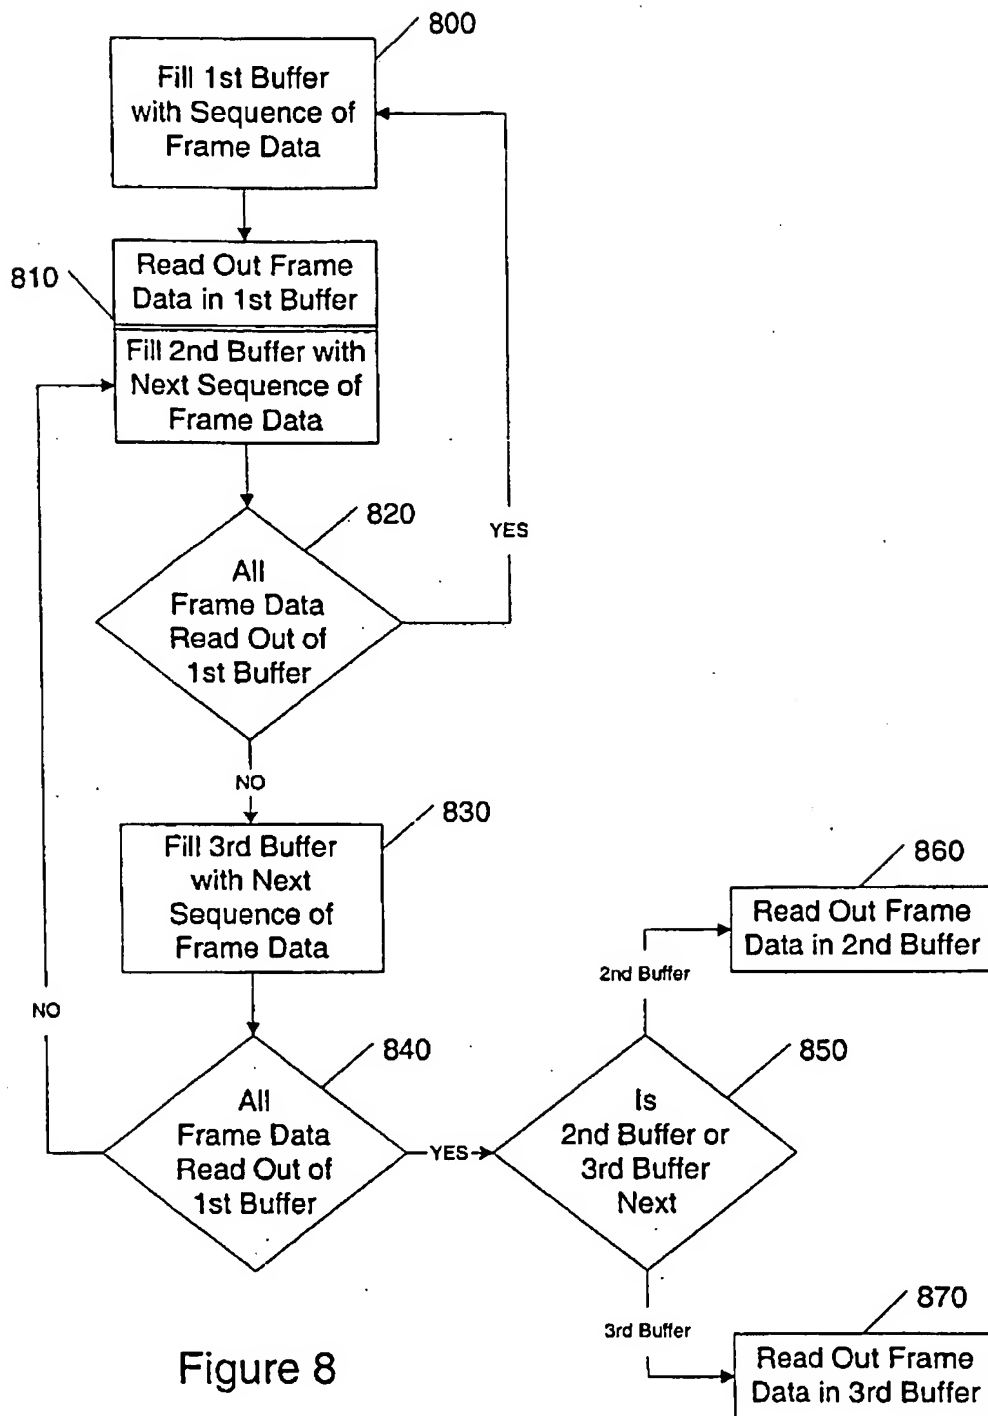 800
Fill 1st Buffer
with Sequence of
Frame Data
810
Read Out Frame
Data in 1st Buffer
Fill 2nd Buffer with
Next Sequence of
Frame Data
820
YES
All
Frame Data
Read Out of
1st Buffer
NO
830
Fill 3rd Buffer
with Next
Sequence of
Frame Data
860
Read Out Frame
Data in 2nd Buffer
2nd Buffer
NO
840
All
Frame Data
Read Out of
1st Buffer
YES
850
Is
2nd Buffer or
3rd Buffer
Next
870
3rd Buffer
Read Out Frame
Data in 3rd Buffer
Figure 8